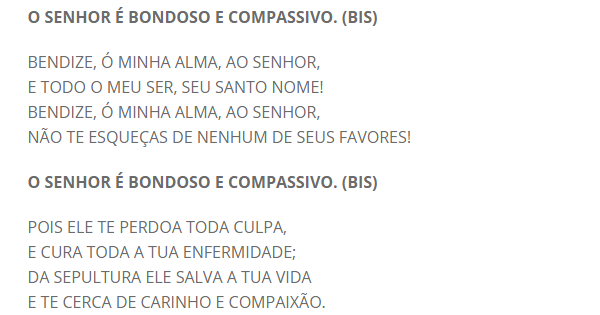 O SENHOR É BONDOSO E COMPASSIVO. (BIS)
BENDIZE, Ó MINHA ALMA, AO SENHOR,
E TODO O MEU SER, SEU SANTO NOME!
BENDIZE, Ó MINHA ALMA, AO SENHOR,
NÃO TE ESQUEÇAS DE NENHUM DE SEUS FAVORES!
O SENHOR É BONDOSO E COMPASSIVO. (BIS)
POIS ELE TE PERDOA TODA CULPA,
E CURA TODA A TUA ENFERMIDADE;
DA SEPULTURA ELE SALVA A TUA VIDA
E TE CERCA DE CARINHO E COMPAIXÃO.